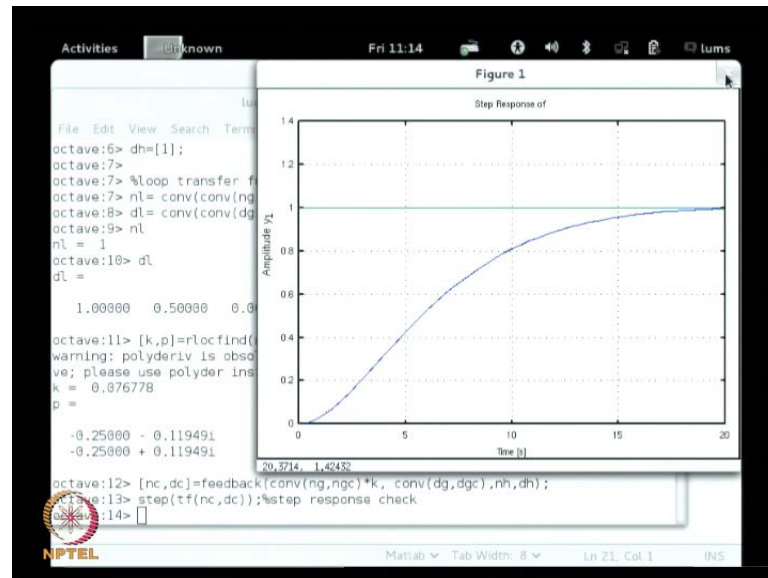 Activities Unknown Fri 11:14 lums
Figure 1
File Edit View Search Term
octave:6> dh=[1];
octave:7>
octave:7> %loop transfer f
octave:7> nl= conv(conv(ng
octave:8> dl= conv(conv(dg
octave:9> nl
nl = 1
octave:10> dl
dl =
1.00000 0.50000 0.0
octave:11> [k,p]=rlocfind(
warning: polyderiv is obso
ve; please use polyder ins
k = 0.076778
p =
-0.25000 - 0.11949i
-0.25000 + 0.11949i
octave:12> [nc,dc]=feedback(conv(ng,ngc)*k, conv(dg,dgc),nh,dh);
octave:13> step(tf(nc,dc));%step response check
:14>
Step Response of
1.4
1.2
1
0.8
0.6
0.4
0.2
0
Amplitude y1
0 5 10 15 20
Time [s]
20.3714, 1.42432
NPTEL
Matlab Tab Width: 8 Ln 21, Col 1 INS